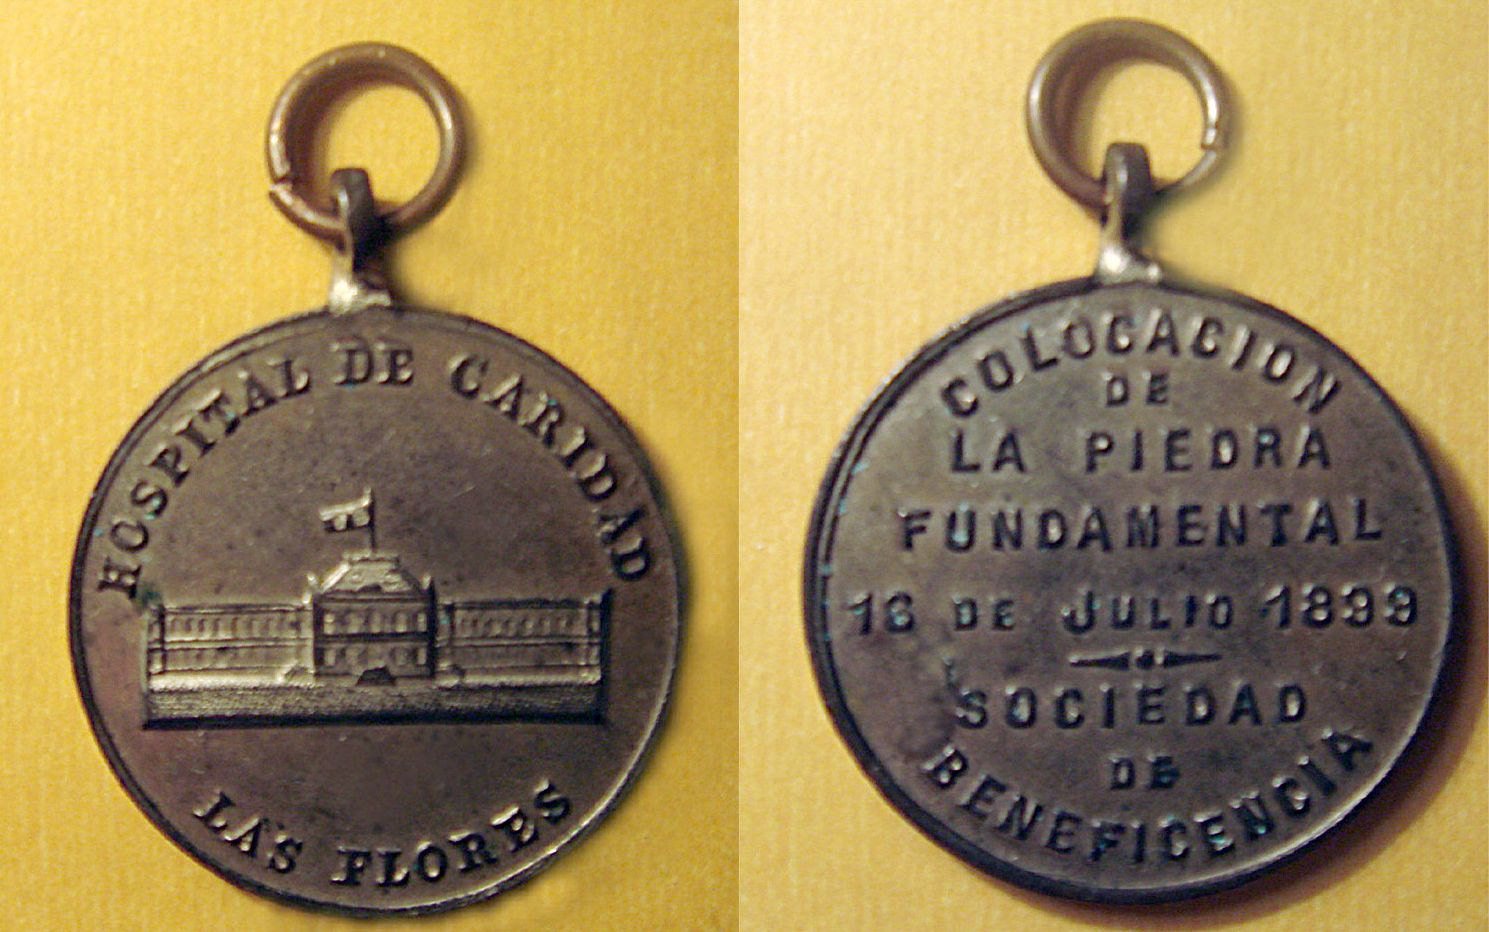 HOSPITAL DE CARIDAD
LAS FLORES
COLOCACION
DE
LA PIEDRA
FUNDAMENTAL
16 DE JULIO 1899
SOCIEDAD
DE
BENEFICENCIA